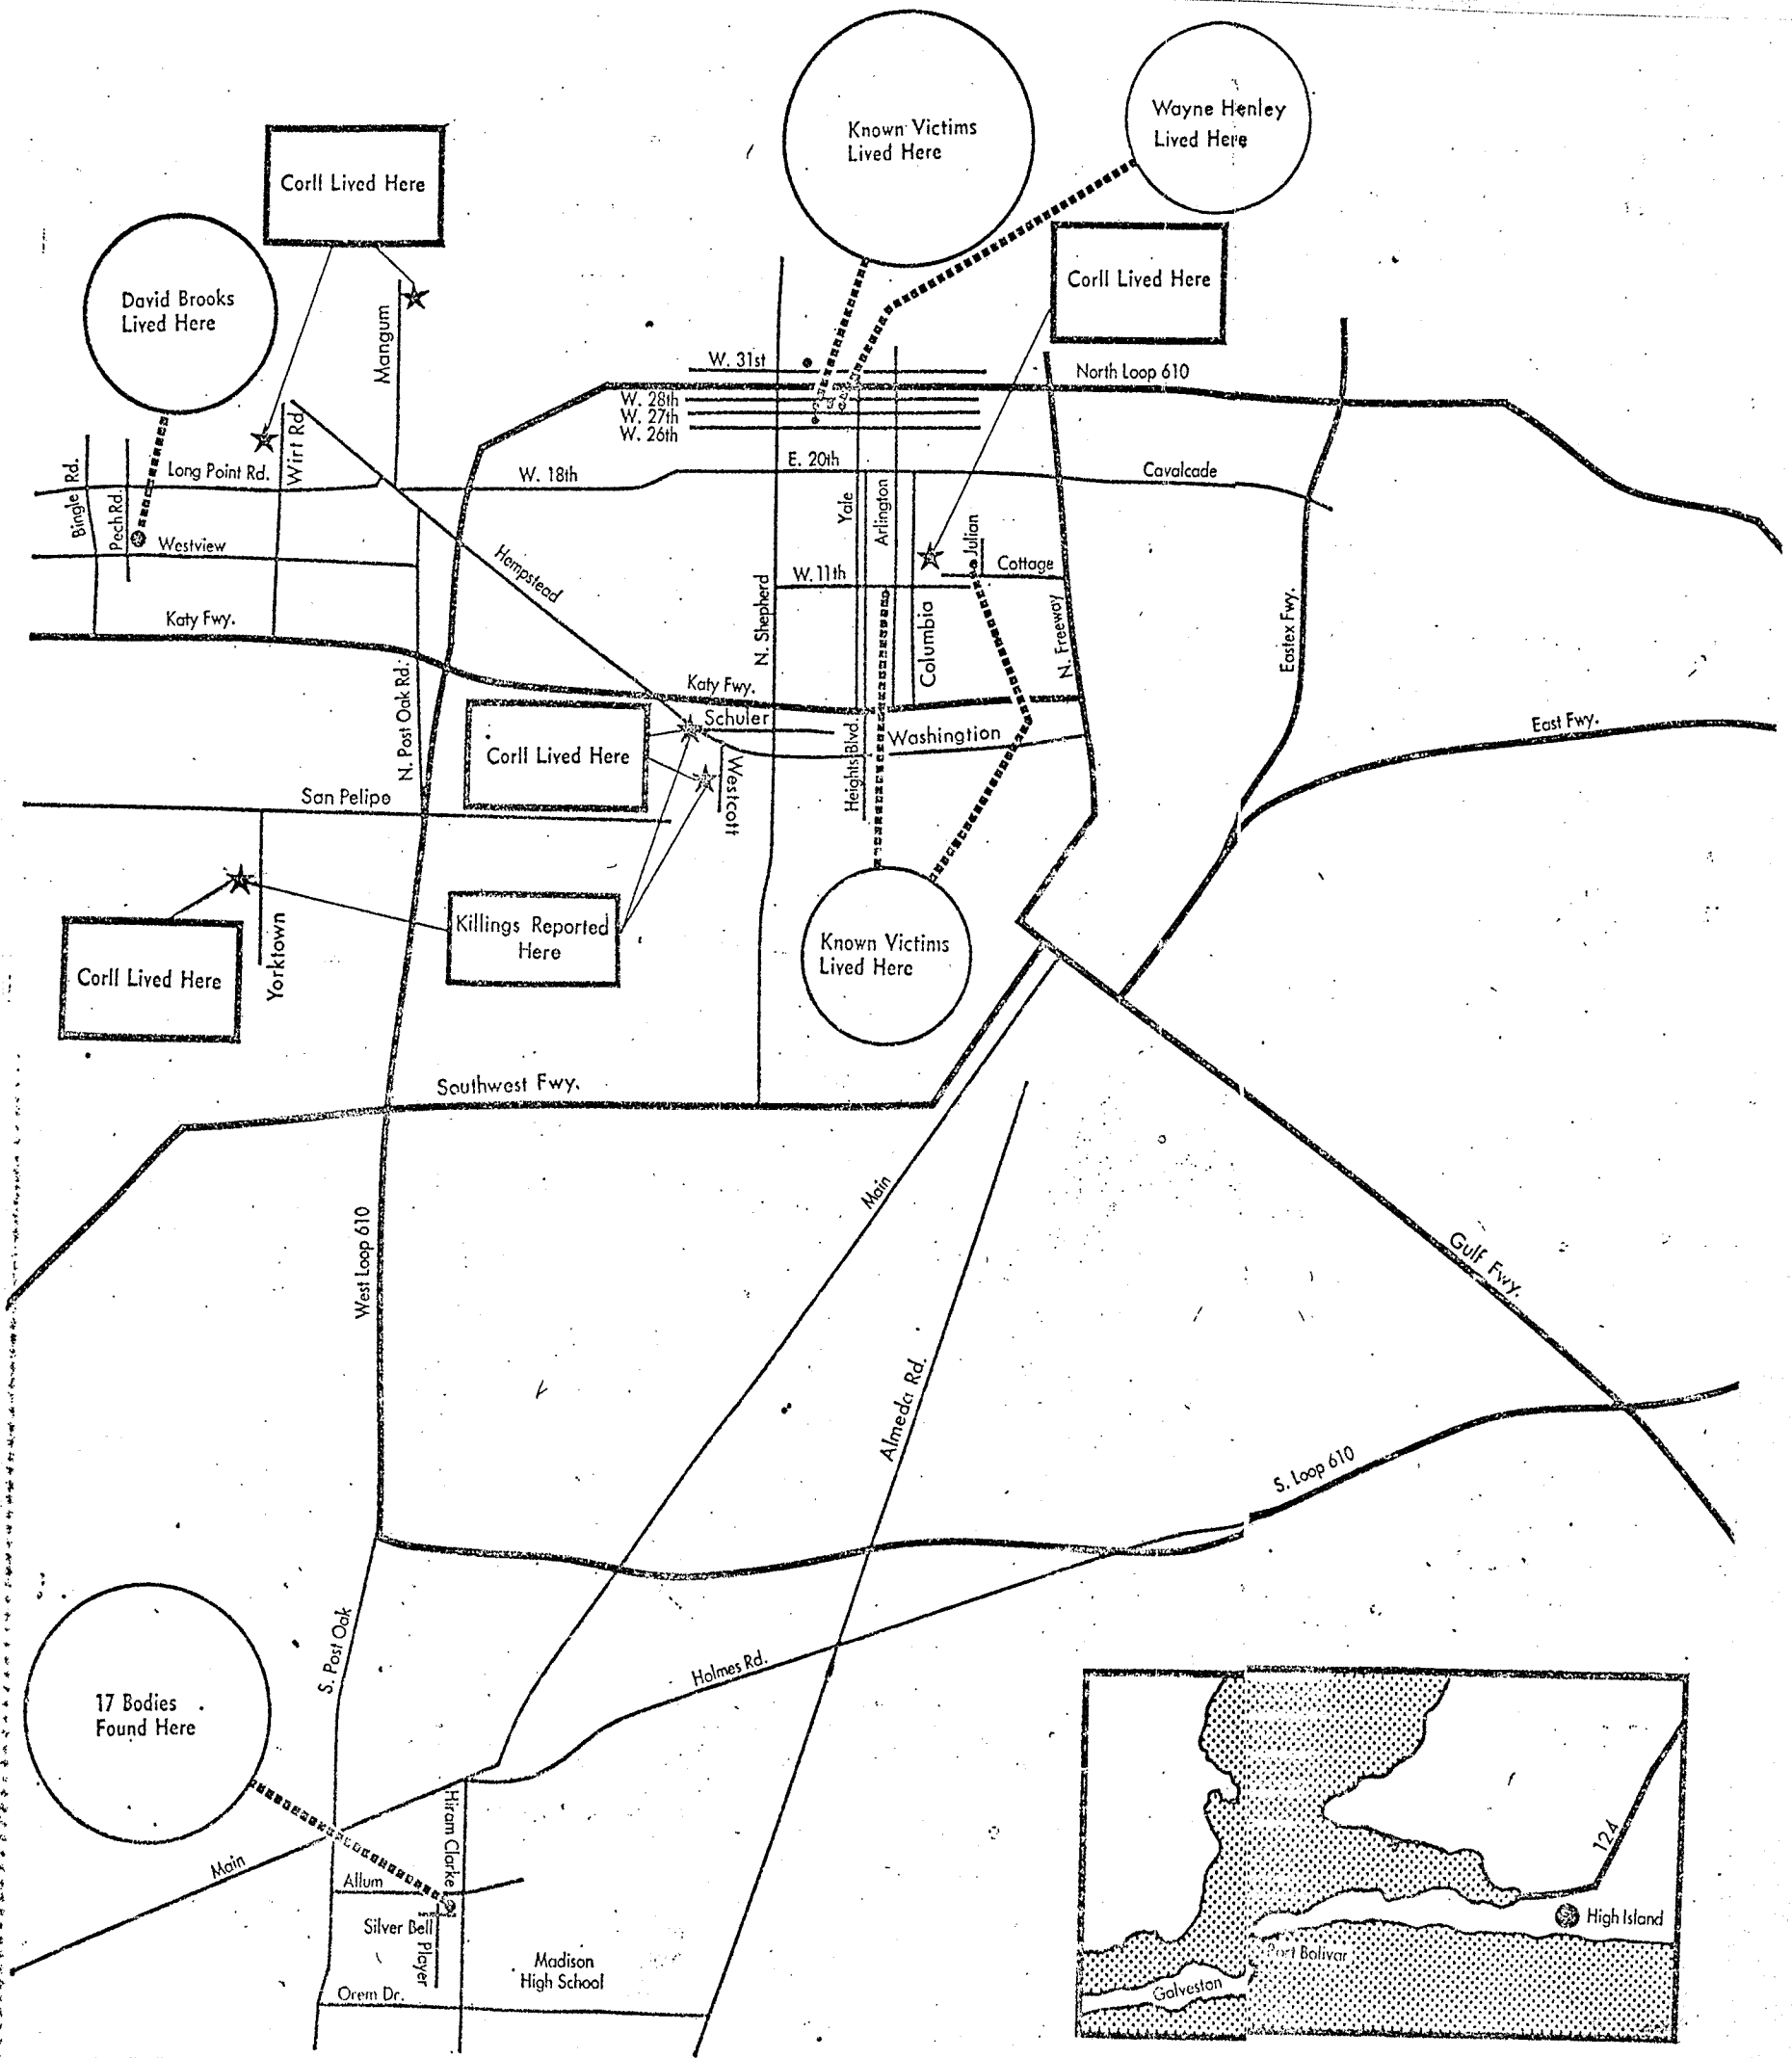 Known Victims
Lived Here
Wayne Henley
Lived Here
Corll Lived Here
David Brooks
Lived Here
Corll Lived Here
Mangum
W. 31st
North Loop 610
W. 28th
W. 27th
W. 26th
Wirt Rd.
Long Point Rd.
Bingle Rd.
Pech Rd.
W. 18th
E. 20th
Cavalcade
Yale
Arlington
Julian
Westview
Hempstead
W. 11th
Cottage
Katy Fwy.
N. Shepherd
Columbia
N. Freeway
Eastex Fwy.
N. Post Oak Rd.
Katy Fwy.
Schuler
Washingtion
East Fwy.
Corll Lived Here
Westcott
Heights Blvd.
San Pelipe
Killings Reported
Here
Known Victims
Lived Here
Corll Lived Here
Yorktown
Southwest Fwy.
Main
West Loop 610
Gulf Fwy.
Almeda Rd.
S. Loop 610
S. Post Oak
Holmes Rd.
17 Bodies
Found Here
Hiram Clarke
Main
Allum
Silver Bell
Player
Madison
High School
Orem Dr.
124
High Island
Port Bolivar
Galveston